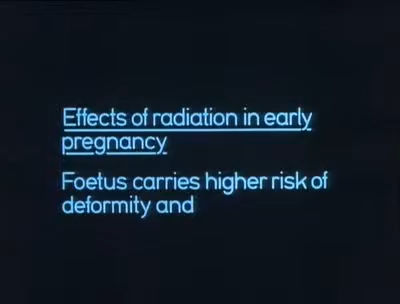 Effects of radiation in early
pregnancy
Foetus carries higher risk of
deformity and